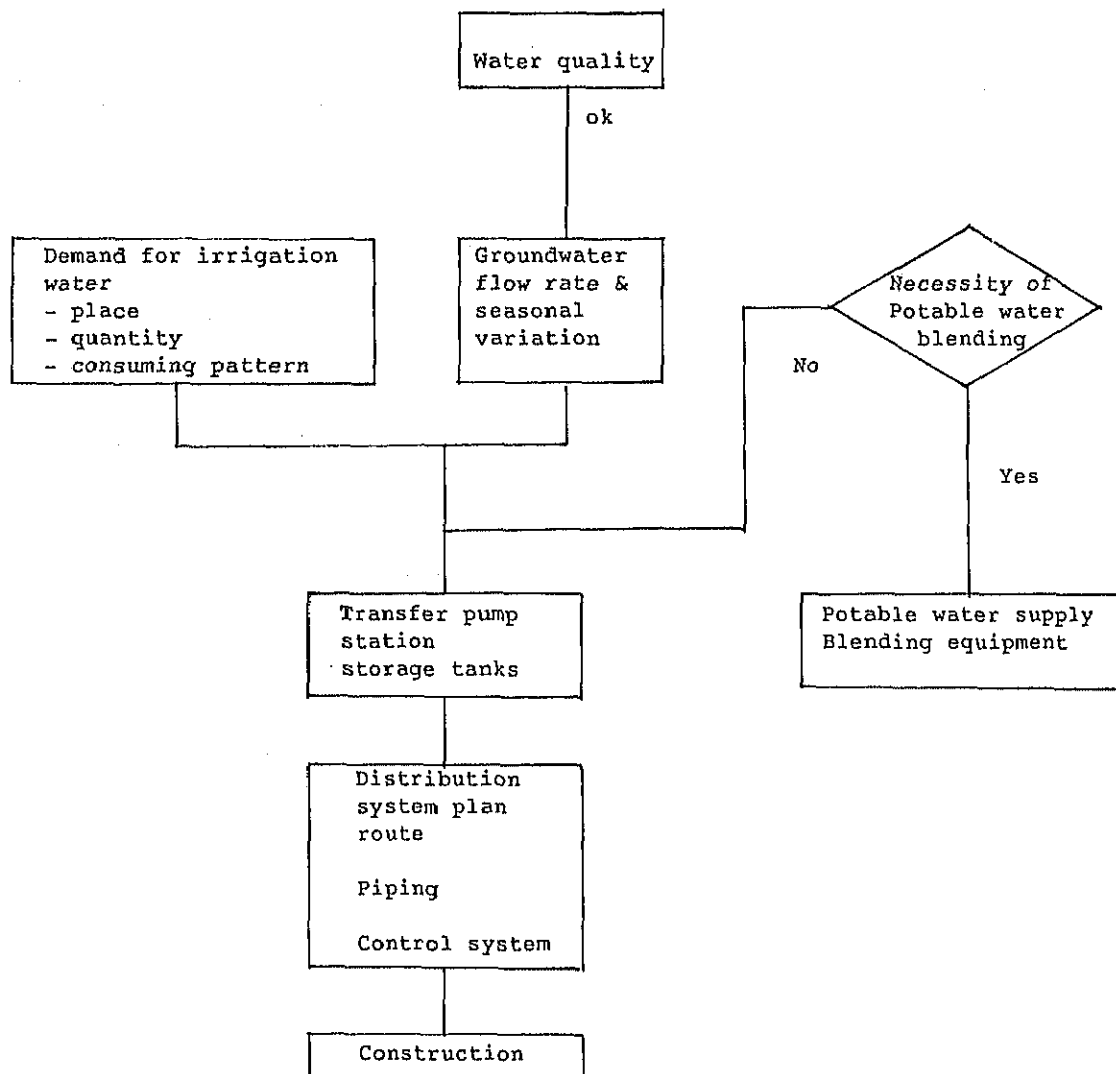 Water quality
ok
Demand for irrigation
water
- place
- quantity
- consuming pattern
Groundwater
flow rate &
seasonal
variation
Necessity of
Potable water
blending
No
Yes
Transfer pump
station
storage tanks
Potable water supply
Blending equipment
Distribution
system plan
route
Piping
Control system
Construction